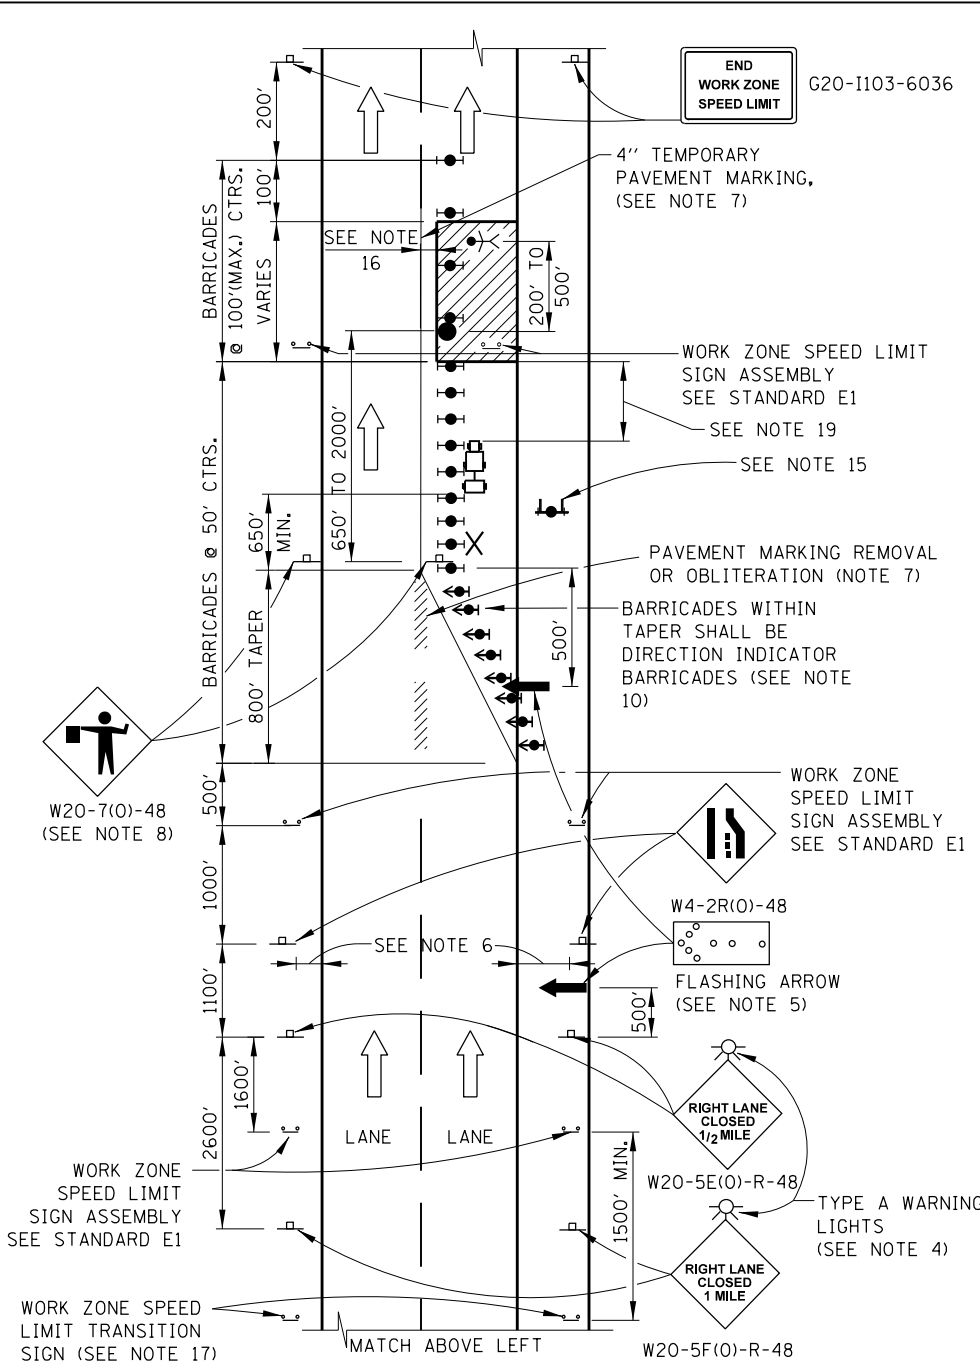 END
WORK ZONE
SPEED LIMIT
G20-I103-6036
200'
4'' TEMPORARY
PAVEMENT MARKING,
(SEE NOTE 7)
BARRICADES
@ 100'(MAX.) CTRS.
100'
VARIES
SEE NOTE
16
200' TO
500'
WORK ZONE SPEED LIMIT
SIGN ASSEMBLY
SEE STANDARD E1
SEE NOTE 19
SEE NOTE 15
BARRICADES @ 50' CTRS.
650'
MIN.
650' TO 2000'
PAVEMENT MARKING REMOVAL
OR OBLITERATION (NOTE 7)
BARRICADES WITHIN
TAPER SHALL BE
DIRECTION INDICATOR
BARRICADES (SEE NOTE
10)
500'
800' TAPER
W20-7(O)-48
(SEE NOTE 8)
500'
WORK ZONE
SPEED LIMIT
SIGN ASSEMBLY
SEE STANDARD E1
1000'
W4-2R(O)-48
SEE NOTE 6
FLASHING ARROW
(SEE NOTE 5)
1100'
500'
1600'
2600'
LANE
LANE
RIGHT LANE
CLOSED
1/2 MILE
W20-5E(O)-R-48
WORK ZONE
SPEED LIMIT
SIGN ASSEMBLY
SEE STANDARD E1
1500' MIN.
TYPE A WARNING
LIGHTS
(SEE NOTE 4)
RIGHT LANE
CLOSED
1 MILE
W20-5F(O)-R-48
WORK ZONE SPEED
LIMIT TRANSITION
SIGN (SEE NOTE 17)
MATCH ABOVE LEFT